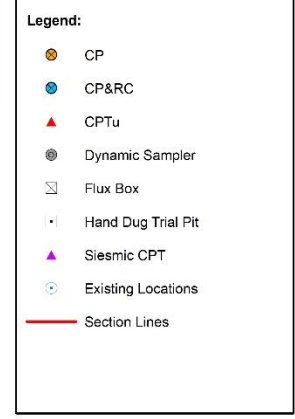 Legend:
CP
CP&RC
CPTu
Dynamic Sampler
Flux Box
Hand Dug Trial Pit
Siesmic CPT
Existing Locations
Section Lines